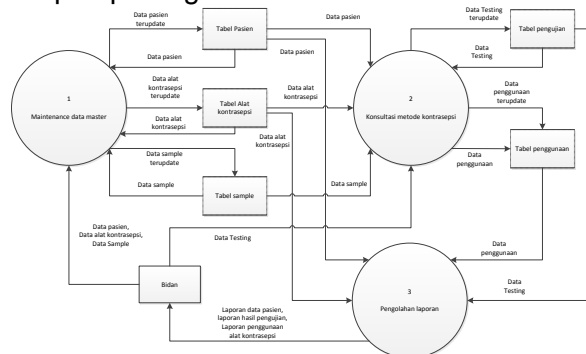 Data pasien
terupdate
Tabel Pasien
Data pasien
Data pasien
Data pasien
Data Testing
terupdate
Tabel pengujian
Data
Testing
1
Maintenance data master
Data alat
kontrasepsi
terupdate
Tabel Alat
kontrasepsi
Data alat
kontrasepsi
Data alat
kontrasepsi
Data alat
kontrasepsi
2
Konsultasi metode kontrasepsi
Data
penggunaan
terupdate
Data
penggunaan
Tabel penggunaan
Data sample
terupdate
Data sample
Tabel sample
Data sample
Data pasien,
Data alat kontrasepsi,
Data Sample
Data Testing
Data
penggunaan
Bidan
3
Pengolahan laporan
Data
Testing
Laporan data pasien,
laporan hasil pengujian,
Laporan penggunaan
alat kontrasepsi